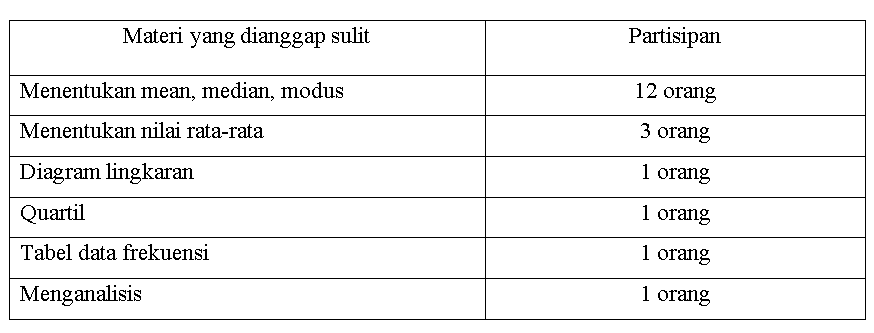 Materi yang dianggap sulit Partisipan
Menentukan mean, median, modus 12 orang
Menentukan nilai rata-rata 3 orang
Diagram lingkaran 1 orang
Quartil 1 orang
Tabel data frekuensi 1 orang
Menganalisis 1 orang